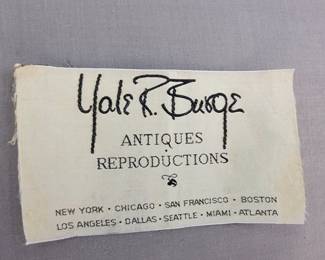 Yale R. Burge
ANTIQUES
REPRODUCTIONS
NEW YORK · CHICAGO · SAN FRANCISCO · BOSTON
LOS ANGELES · DALLAS · SEATTLE · MIAMI · ATLANTA